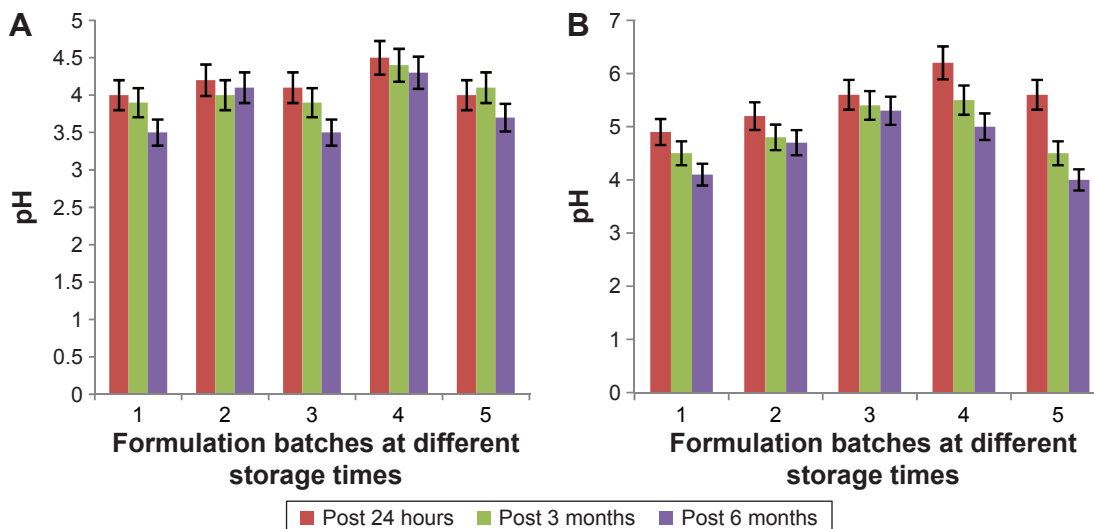 A
5
4.5
4
3.5
3
2.5
2
1.5
1
0.5
0
pH
1 2 3 4 5
Formulation batches at different
storage times
B
7
6
5
4
3
2
1
0
pH
1 2 3 4 5
Formulation batches at different
storage times
Post 24 hours Post 3 months Post 6 months